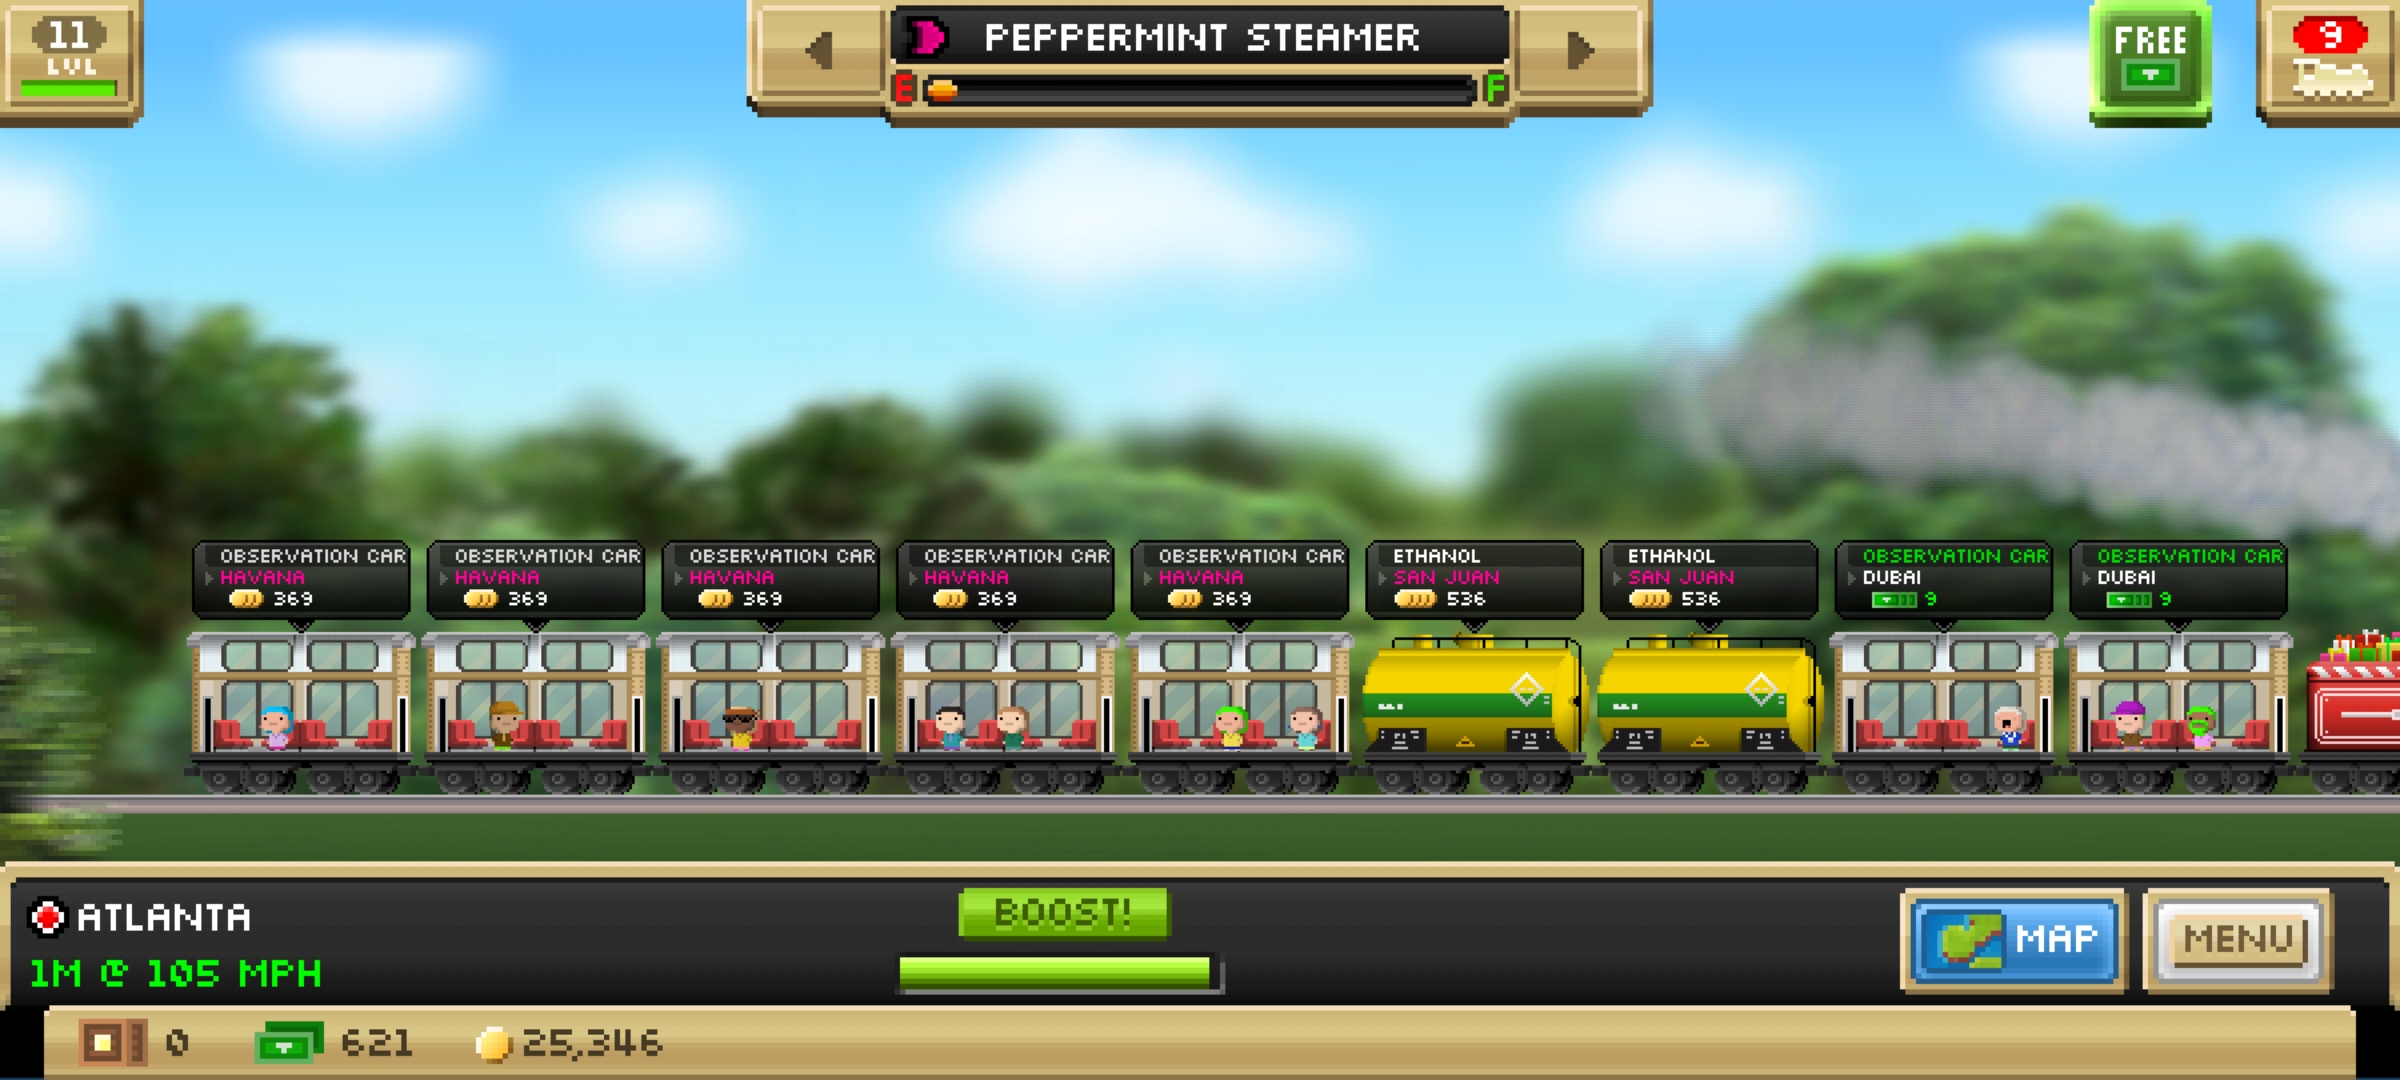 11
LVL
PEPPERMINT STEAMER
E
F
FREE
9
OBSERVATION CAR
HAVANA
369
OBSERVATION CAR
HAVANA
369
OBSERVATION CAR
HAVANA
369
OBSERVATION CAR
HAVANA
369
OBSERVATION CAR
HAVANA
369
ETHANOL
SAN JUAN
536
ETHANOL
SAN JUAN
536
OBSERVATION CAR
DUBAI
9
OBSERVATION CAR
DUBAI
9
ATLANTA
1M @ 105 MPH
BOOST!
MAP
MENU
0
621
25,346